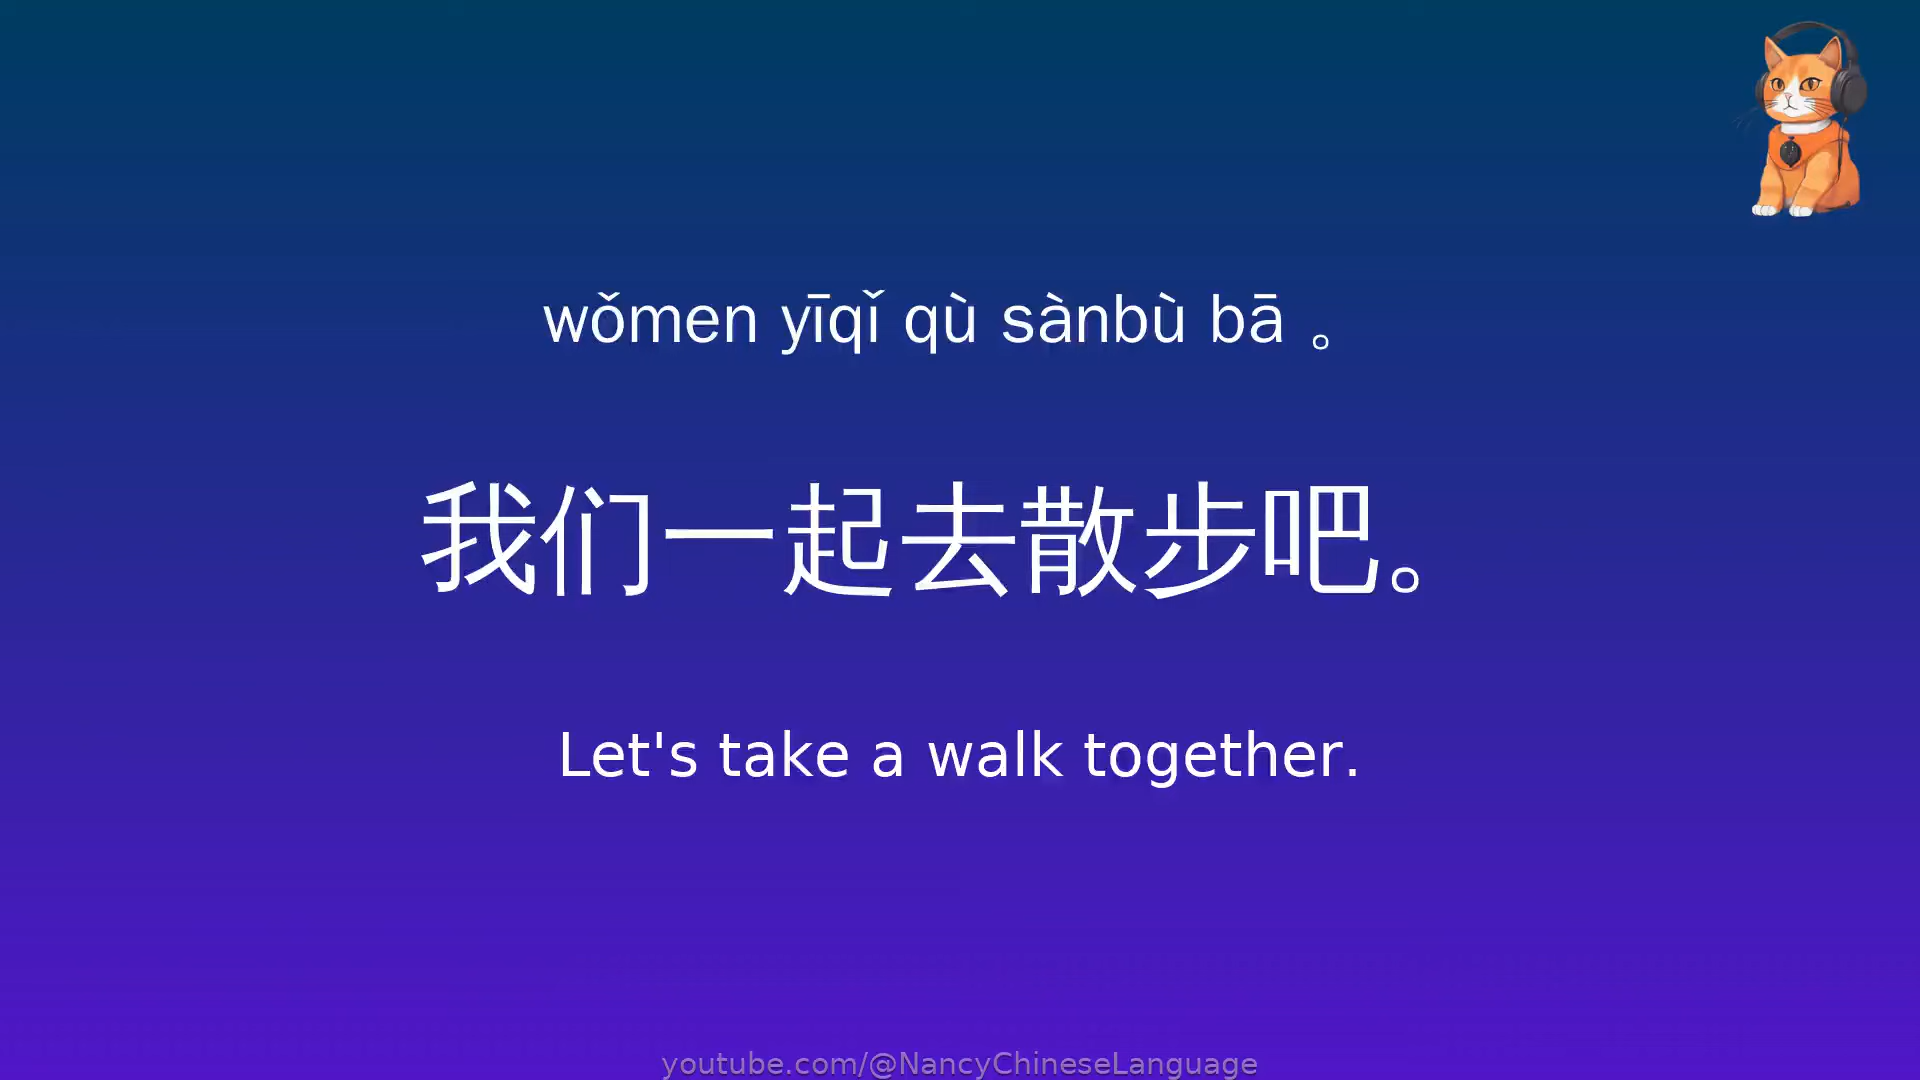 wǒmen yīqǐ qù sànbù bā 。
我们一起去散步吧。
Let's take a walk together.
youtube.com/@NancyChineseLanguage